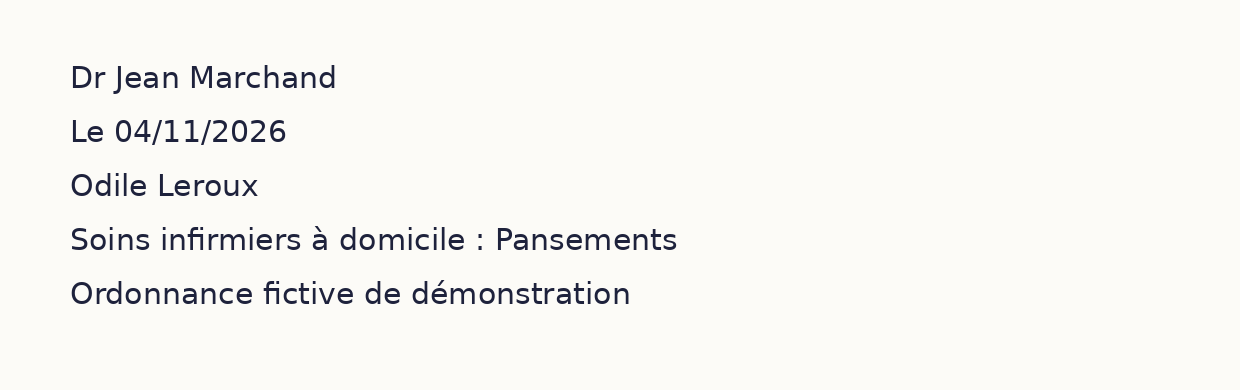 Dr Jean Marchand
Le 04/11/2026
Odile Leroux
Soins infirmiers à domicile : Pansements
Ordonnance fictive de démonstration